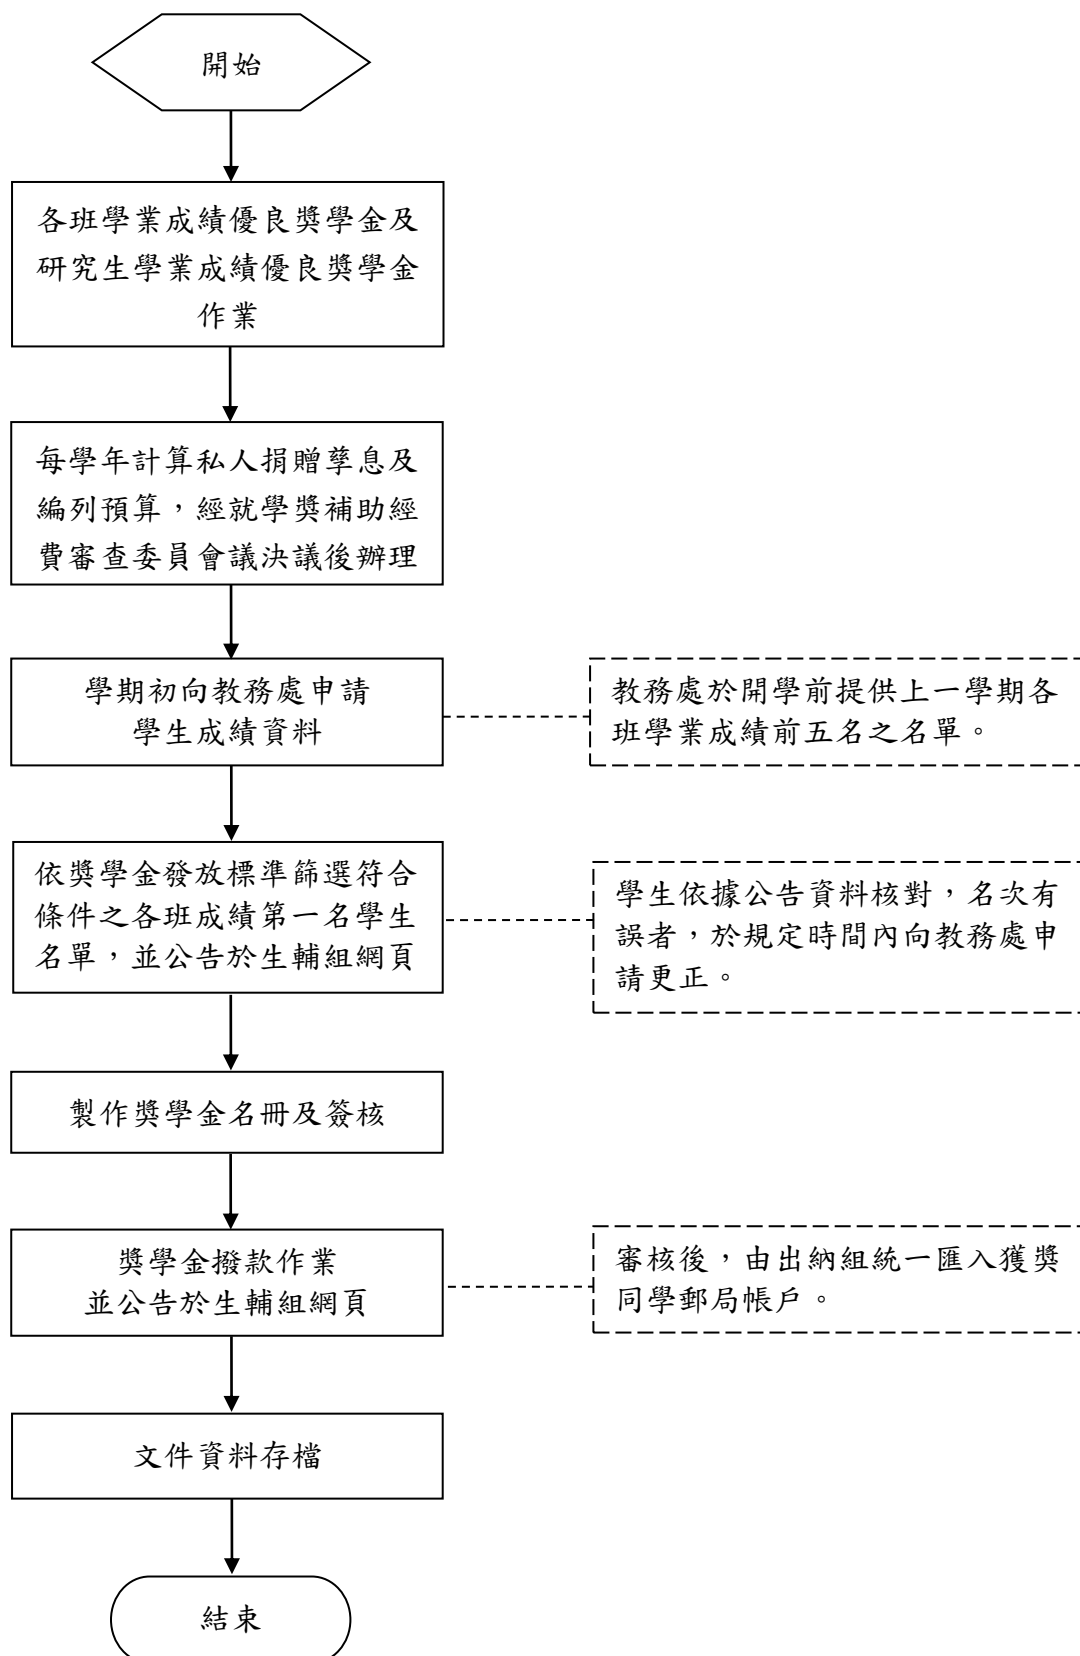 開始
各班學業成績優良獎學金及
研究生學業成績優良獎學金
作業
每學年計算私人捐贈孳息及
編列預算，經就學獎補助經
費審查委員會議決議後辦理
學期初向教務處申請
學生成績資料
教務處於開學前提供上一學期各
班學業成績前五名之名單。
依獎學金發放標準篩選符合
條件之各班成績第一名學生
名單，並公告於生輔組網頁
學生依據公告資料核對，名次有
誤者，於規定時間內向教務處申
請更正。
製作獎學金名冊及簽核
獎學金撥款作業
並公告於生輔組網頁
審核後，由出納組統一匯入獲獎
同學郵局帳戶。
文件資料存檔
結束